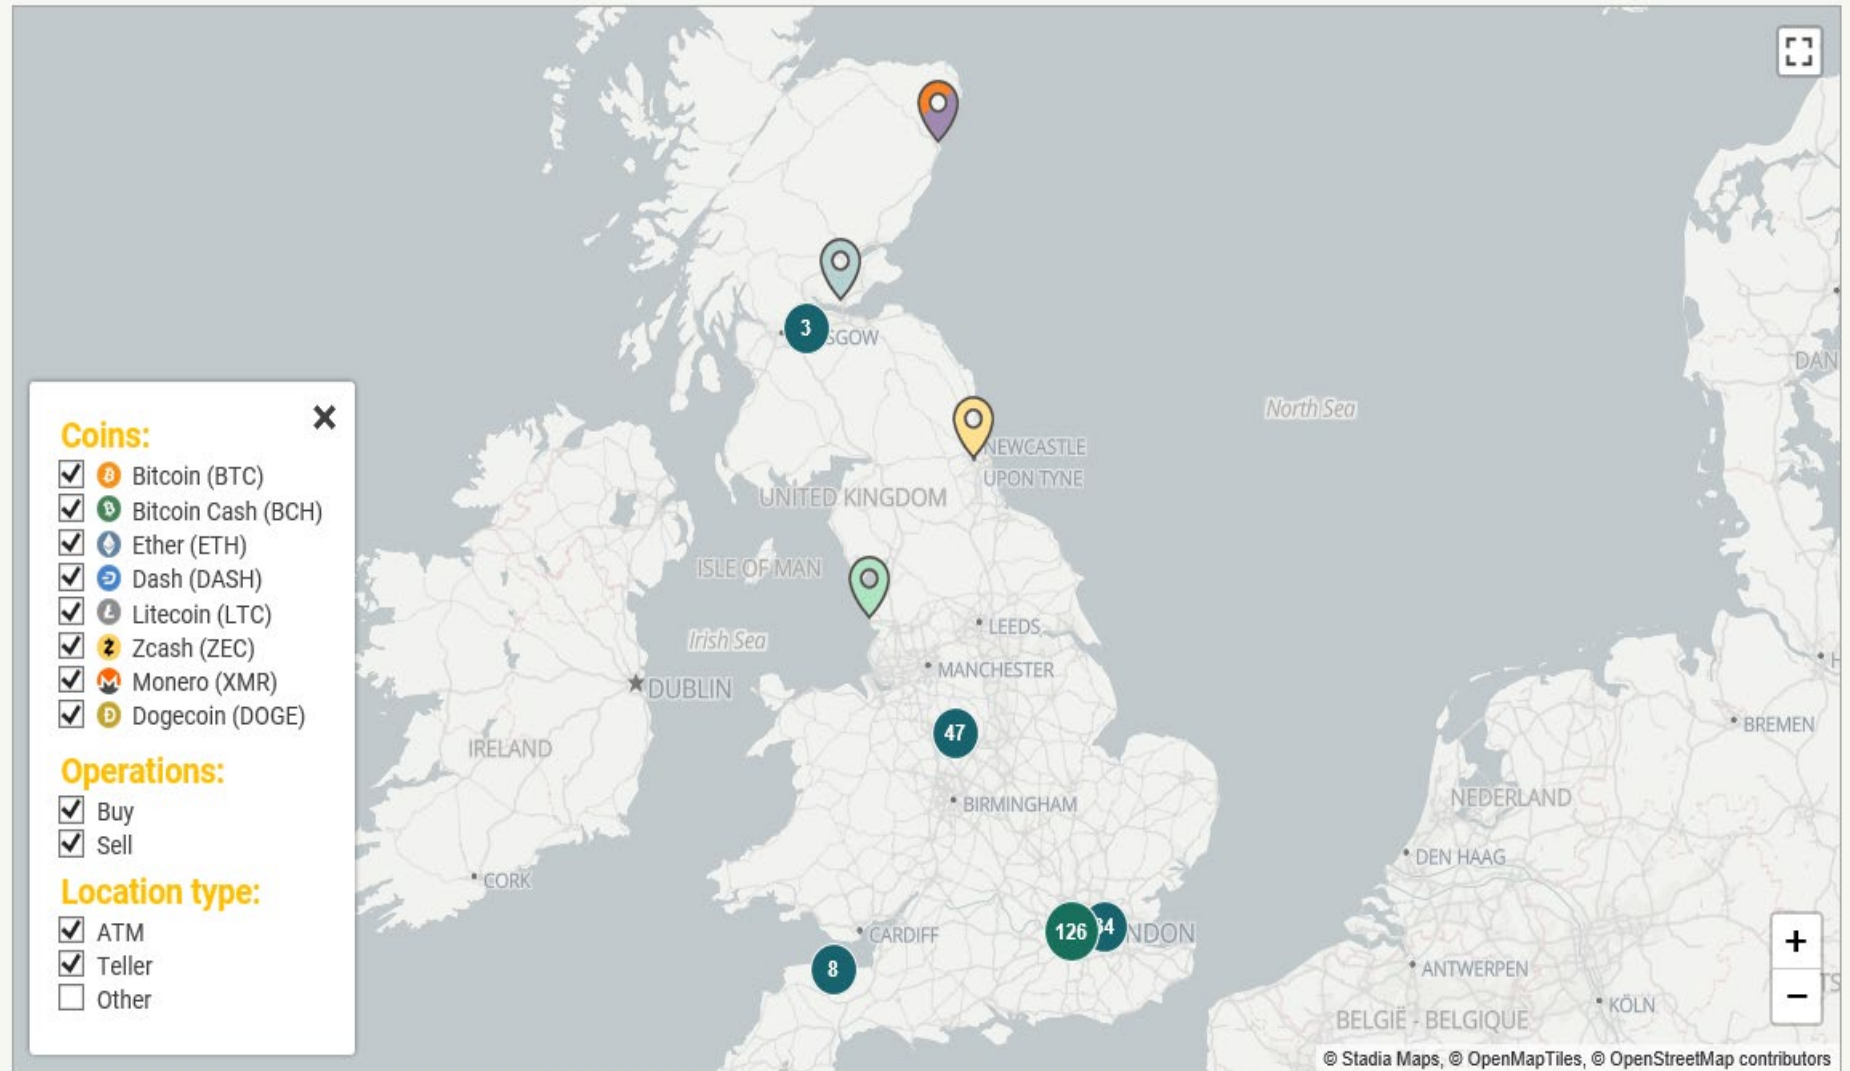 3
SGOW
DAN
North Sea
NEWCASTLE
UPON TYNE
UNITED KINGDOM
ISLE OF MAN
LEEDS
Irish Sea
MANCHESTER
DUBLIN
H
BREMEN
47
IRELAND
NEDERLAND
BIRMINGHAM
DEN HAAG
CORK
126
34
NDON
CARDIFF
8
ANTWERPEN
TS
KÖLN
BELGIË - BELGIQUE
Coins:
Bitcoin (BTC)
Bitcoin Cash (BCH)
Ether (ETH)
Dash (DASH)
Litecoin (LTC)
Zcash (ZEC)
Monero (XMR)
Dogecoin (DOGE)
Operations:
Buy
Sell
Location type:
ATM
Teller
Other
+
−
© Stadia Maps, © OpenMapTiles, © OpenStreetMap contributors